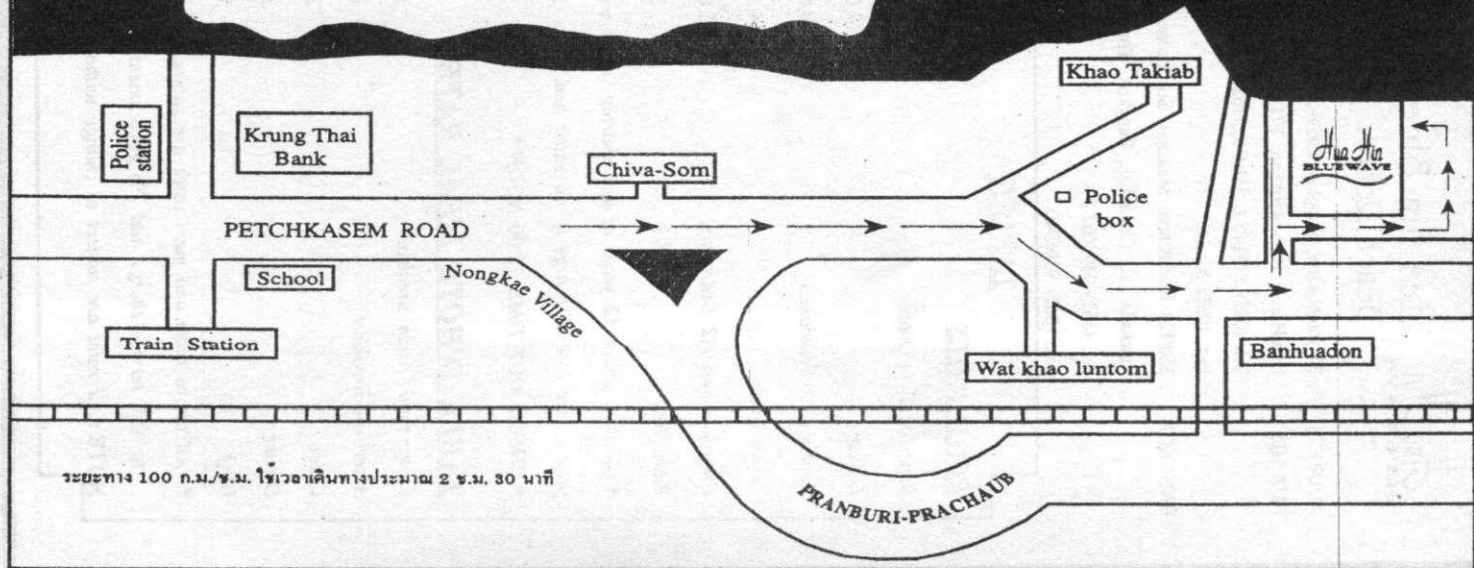 Khao Takiab
Police
station
Krung Thai
Bank
Hua Hin
BLUE WAVE
Chiva-Som
Police
box
PETCHKASEM ROAD
School
Nongkae Village
Train Station
Wat khao luntom
Banhuadon
PRANBURI-PRACHAUB
ระยะทาง 100 ก.ม./ช.ม. ใช้เวลาเดินทางประมาณ 2 ช.ม. 30 นาที